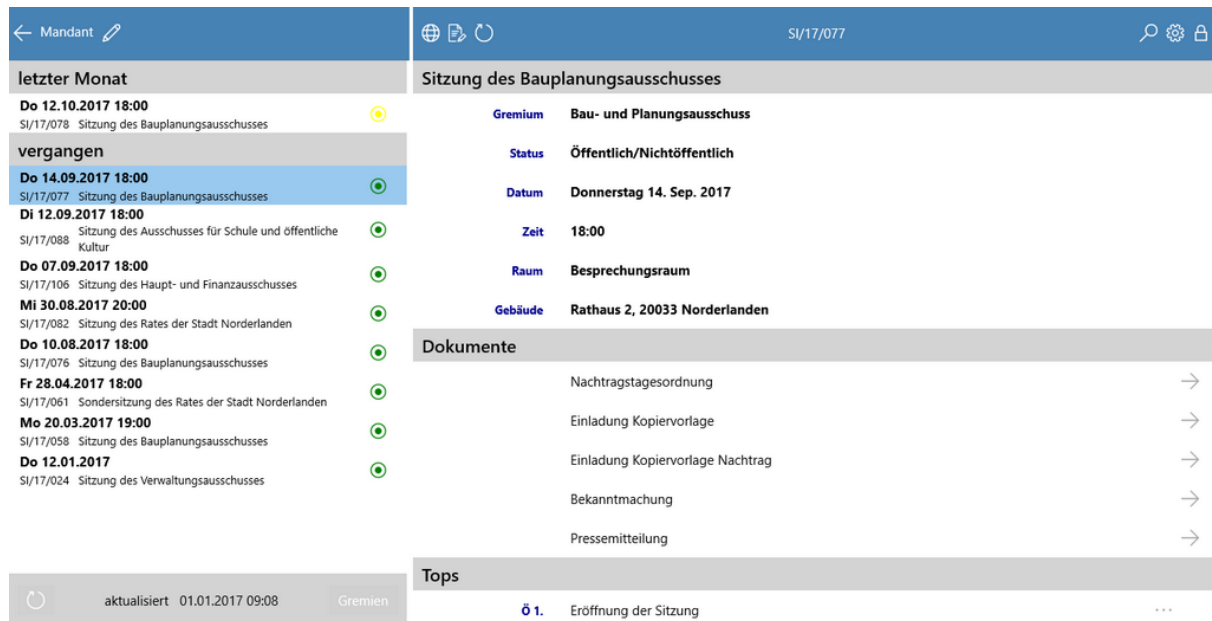 Mandant
letzter Monat
Do 12.10.2017 18:00
SI/17/078 Sitzung des Bauplanungsausschusses
vergangen
Do 14.09.2017 18:00
SI/17/077 Sitzung des Bauplanungsausschusses
Di 12.09.2017 18:00
SI/17/088 Sitzung des Ausschusses für Schule und öffentliche
Kultur
Do 07.09.2017 18:00
SI/17/106 Sitzung des Haupt- und Finanzausschusses
Mi 30.08.2017 20:00
SI/17/082 Sitzung des Rates der Stadt Norderlanden
Do 10.08.2017 18:00
SI/17/076 Sitzung des Bauplanungsausschusses
Fr 28.04.2017 18:00
SI/17/061 Sondersitzung des Rates der Stadt Norderlanden
Mo 20.03.2017 19:00
SI/17/058 Sitzung des Bauplanungsausschusses
Do 12.01.2017
SI/17/024 Sitzung des Verwaltungsausschusses
aktualisiert 01.01.2017 09:08 Gremien
SI/17/077
Sitzung des Bauplanungsausschusses
Gremium Bau- und Planungsausschuss
Status Öffentlich/Nichtöffentlich
Datum Donnerstag 14. Sep. 2017
Zeit 18:00
Raum Besprechungsraum
Gebäude Rathaus 2, 20033 Norderlanden
Dokumente
Nachtragstagesordnung
Einladung Kopiervorlage
Einladung Kopiervorlage Nachtrag
Bekanntmachung
Pressemitteilung
Tops
Ö 1. Eröffnung der Sitzung ...